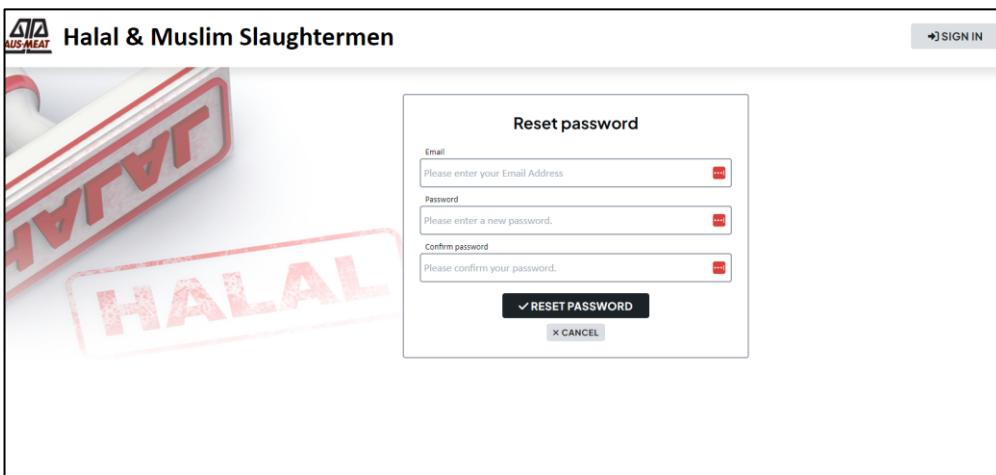 AUS-MEAT
Halal & Muslim Slaughtermen
SIGN IN
HALAL
HALAL
Reset password
Email
Please enter your Email Address
Password
Please enter a new password.
Confirm password
Please confirm your password.
RESET PASSWORD
× CANCEL